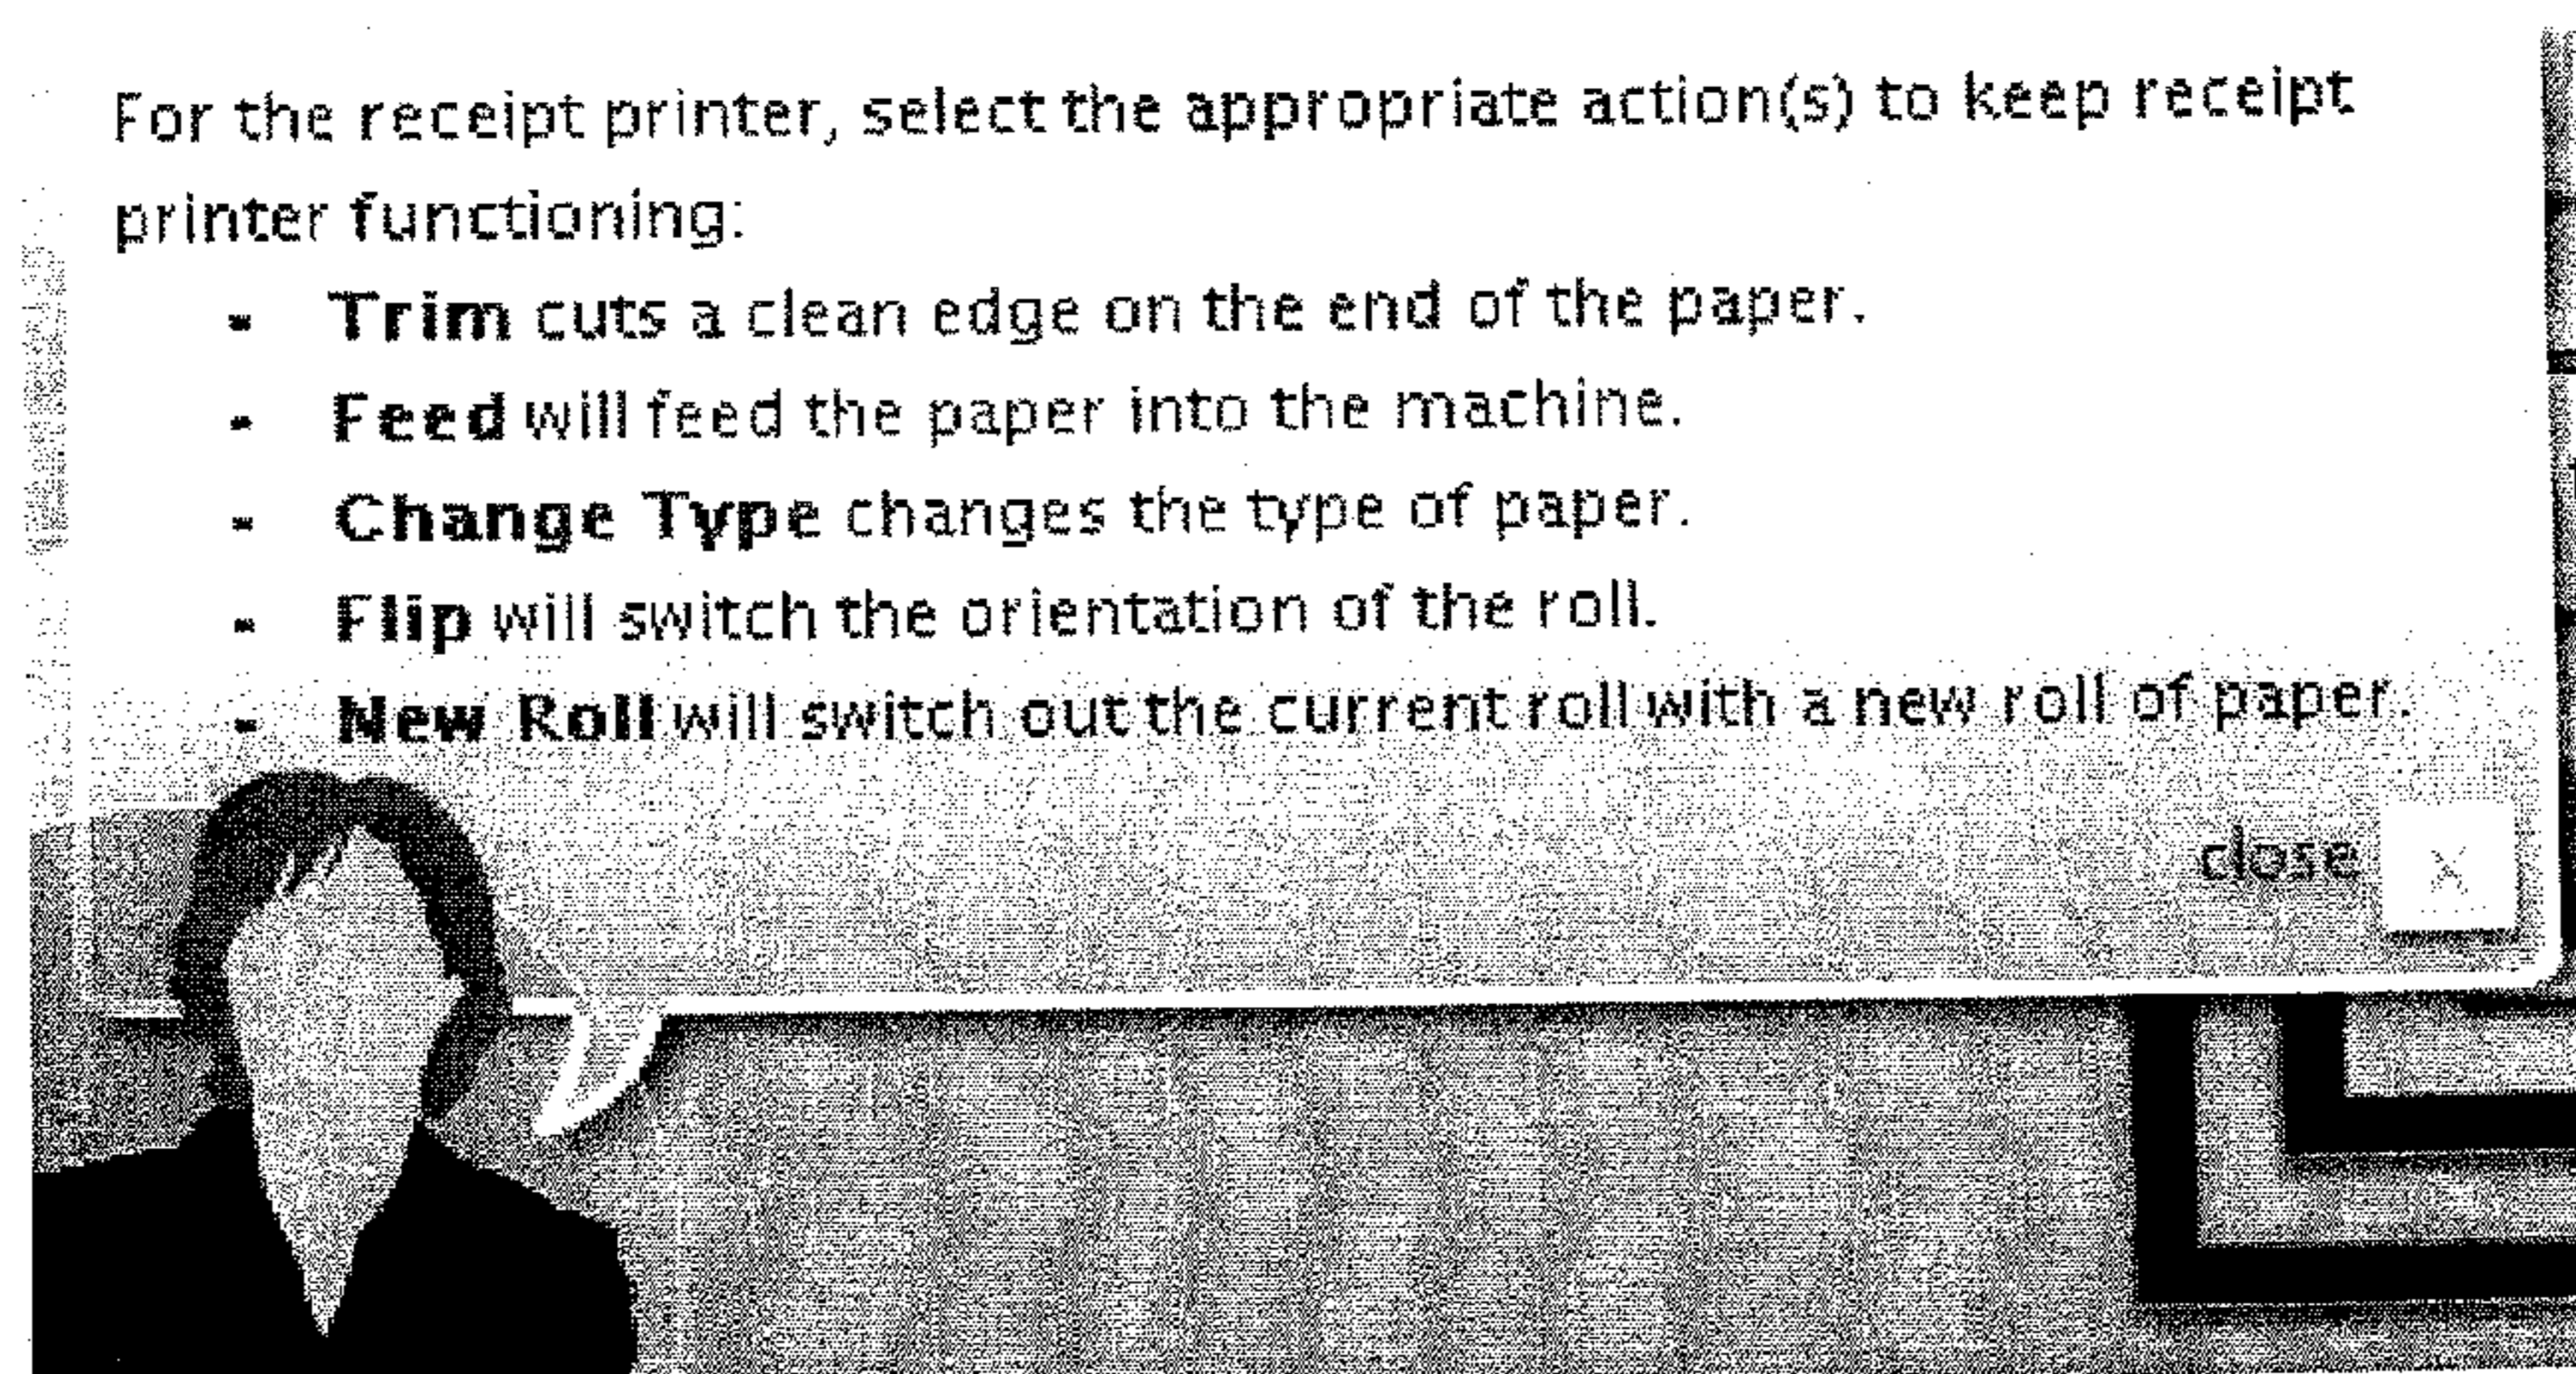 For the receipt printer, select the appropriate action(s) to keep receipt
printer functioning:
- Trim cuts a clean edge on the end of the paper.
- Feed will feed the paper into the machine.
- Change Type changes the type of paper.
- Flip will switch the orientation of the roll.
- New Roll will switch out the current roll with a new roll of paper.
close X